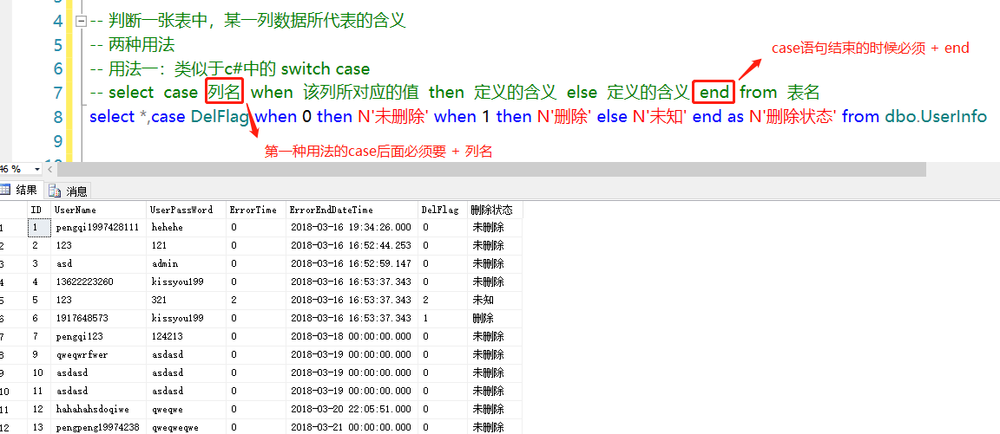 4 -- 判断一张表中，某一列数据所代表的含义
5 -- 两种用法
case语句结束的时候必须 + end
6 -- 用法一：类似于c#中的 switch case
7 -- select case 列名 when 该列所对应的值 then 定义的含义 else 定义的含义 end from 表名
8 select *,case DelFlag when 0 then N'未删除' when 1 then N'删除' else N'未知' end as N'删除状态' from dbo.UserInfo
9
第一种用法的case后面必须要 + 列名
46 %
结果 消息
ID UserName UserPassWord ErrorTime ErrorEndDateTime DelFlag 删除状态
1 1 pengqi1997428111 hehehe 0 2018-03-16 19:34:26.000 0 未删除
2 2 123 121 0 2018-03-16 16:52:44.253 0 未删除
3 3 asd admin 0 2018-03-16 16:52:59.147 0 未删除
4 4 13622223260 kissyou199 0 2018-03-16 16:53:37.343 0 未删除
5 5 123 321 2 2018-03-16 16:53:37.343 2 未知
6 6 1917648573 kissyou199 0 2018-03-16 16:53:37.343 1 删除
7 7 pengqi123 124213 0 2018-03-18 00:00:00.000 0 未删除
8 9 qweqwrfwer asdasd 0 2018-03-19 00:00:00.000 0 未删除
9 10 asdasd asdasd 0 2018-03-19 00:00:00.000 0 未删除
10 11 asdasd asdasd 0 2018-03-19 00:00:00.000 0 未删除
11 12 hahahahsdoqiwe qweqwe 0 2018-03-20 22:05:51.000 0 未删除
12 13 pengpeng19974238 qweqweqwe 0 2018-03-21 00:00:00.000 0 未删除